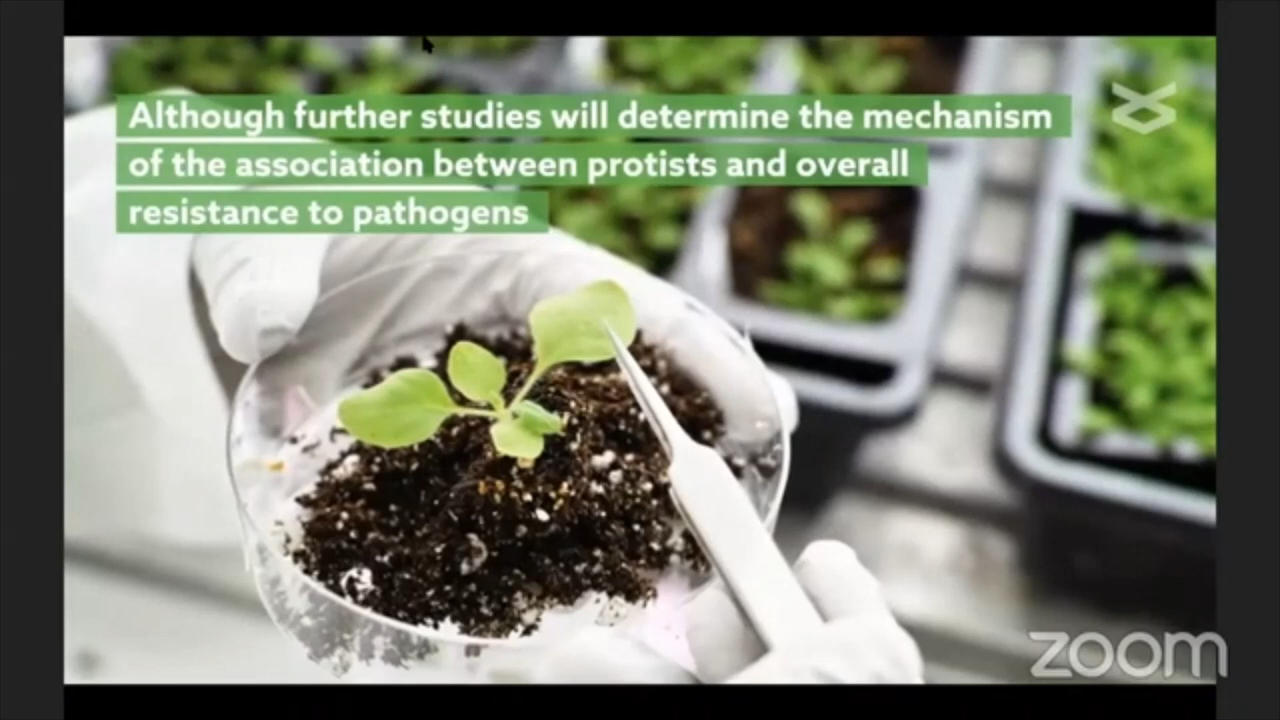 Although further studies will determine the mechanism
of the association between protists and overall
resistance to pathogens
zoom